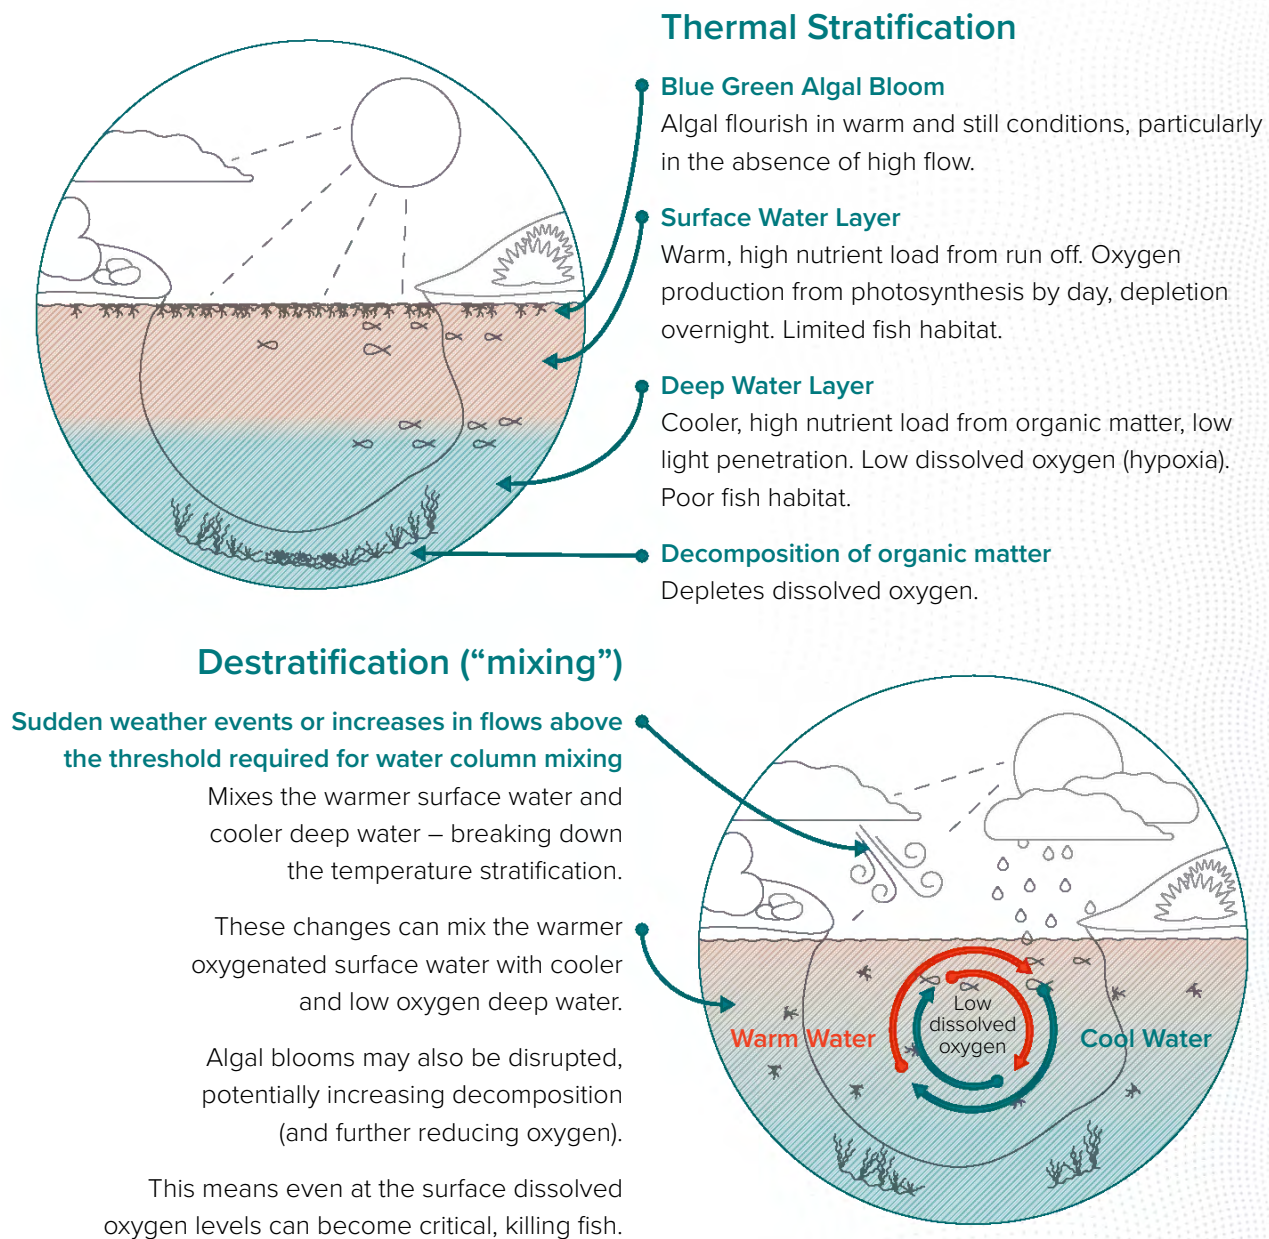 Thermal Stratification
Blue Green Algal Bloom
Algal flourish in warm and still conditions, particularly
in the absence of high flow.
Surface Water Layer
Warm, high nutrient load from run off. Oxygen
production from photosynthesis by day, depletion
overnight. Limited fish habitat.
Deep Water Layer
Cooler, high nutrient load from organic matter, low
light penetration. Low dissolved oxygen (hypoxia).
Poor fish habitat.
Decomposition of organic matter
Depletes dissolved oxygen.
Destratification (“mixing”)
Sudden weather events or increases in flows above
the threshold required for water column mixing
Mixes the warmer surface water and
cooler deep water – breaking down
the temperature stratification.
These changes can mix the warmer
oxygenated surface water with cooler
and low oxygen deep water.
Algal blooms may also be disrupted,
potentially increasing decomposition
(and further reducing oxygen).
This means even at the surface dissolved
oxygen levels can become critical, killing fish.
Warm Water
Low
dissolved
oxygen
Cool Water